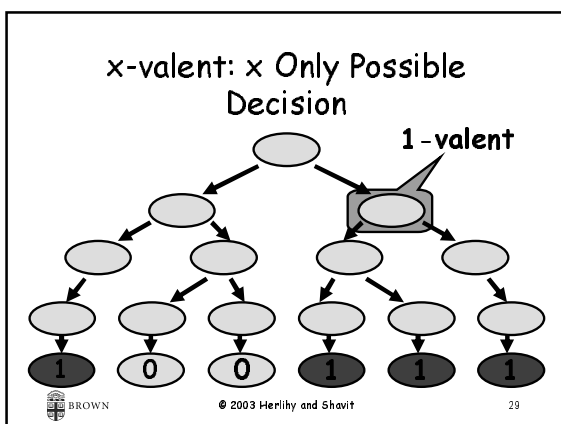 x-valent: x Only Possible
Decision
1-valent
1 0 0 1 1 1
BROWN © 2003 Herlihy and Shavit 29